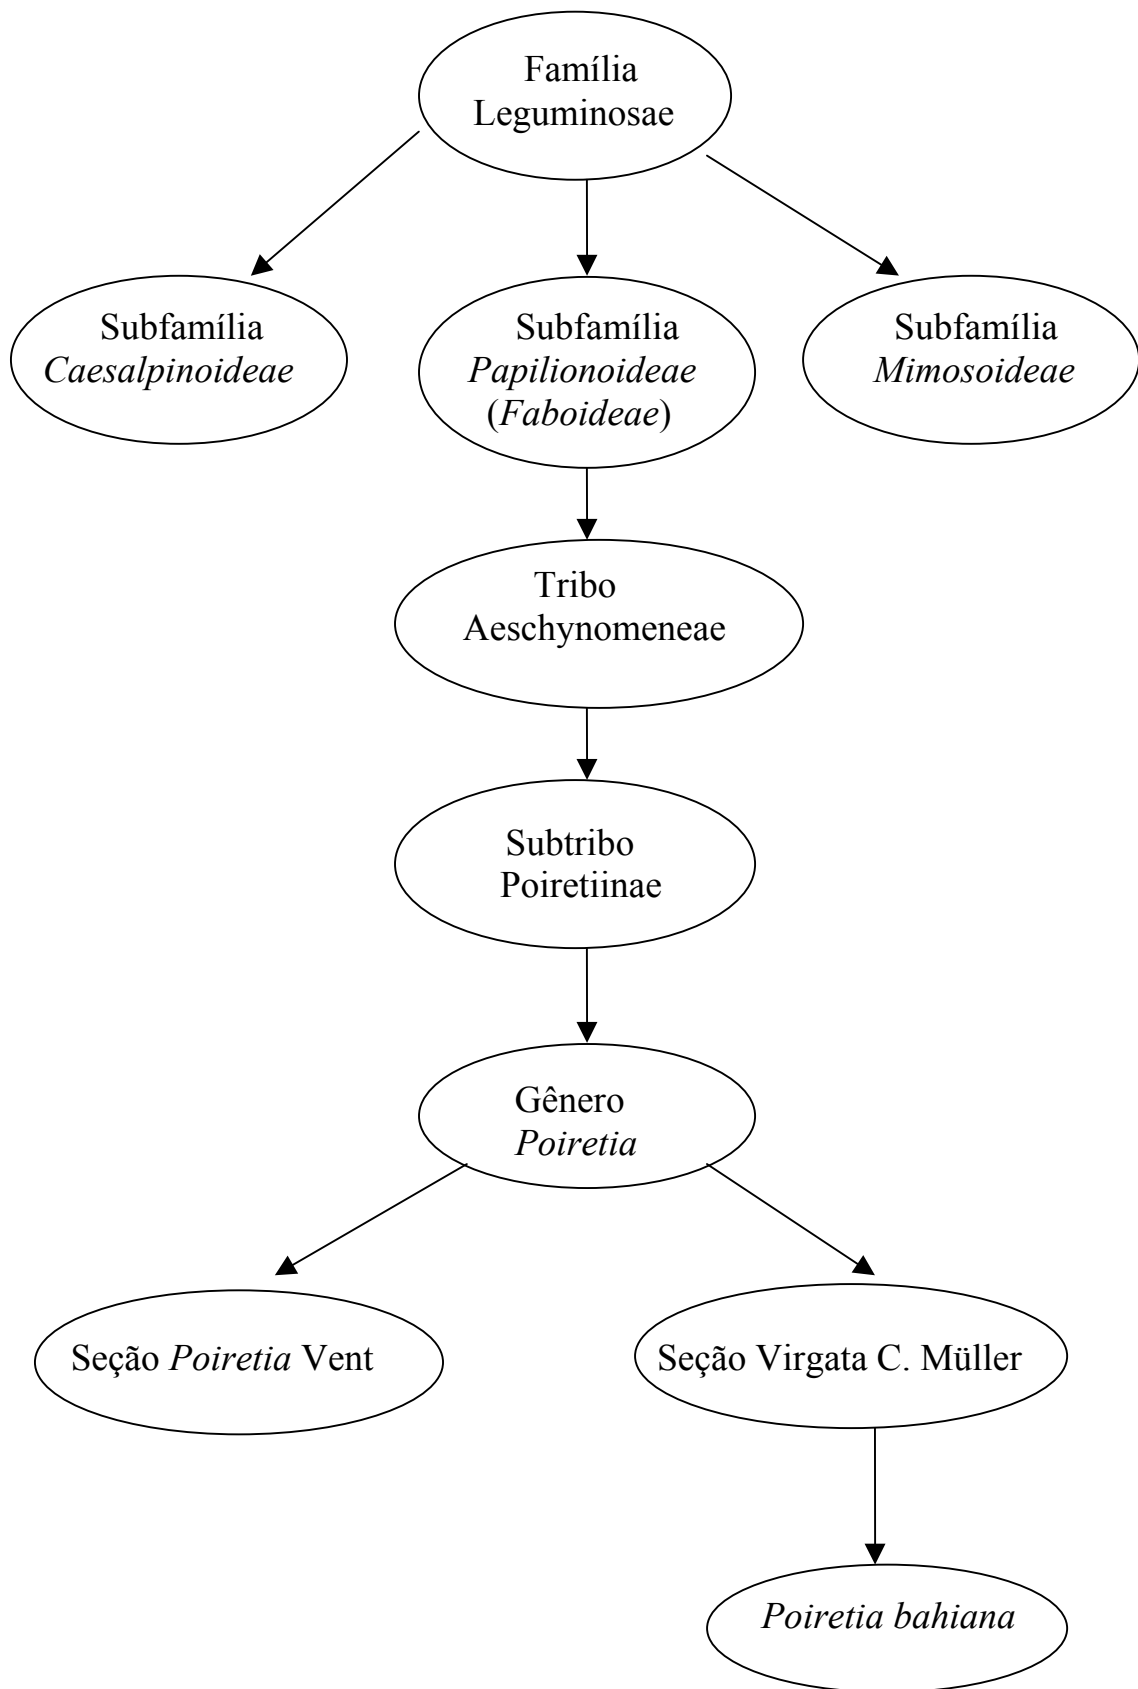 Família
Leguminosae
Subfamília
Caesalpinoideae
Subfamília
Papilionoideae
(Faboideae)
Subfamília
Mimosoideae
Tribo
Aeschynomeneae
Subtribo
Poiretiinae
Gênero
Poiretia
Seção Poiretia Vent
Seção Virgata C. Müller
Poiretia bahiana